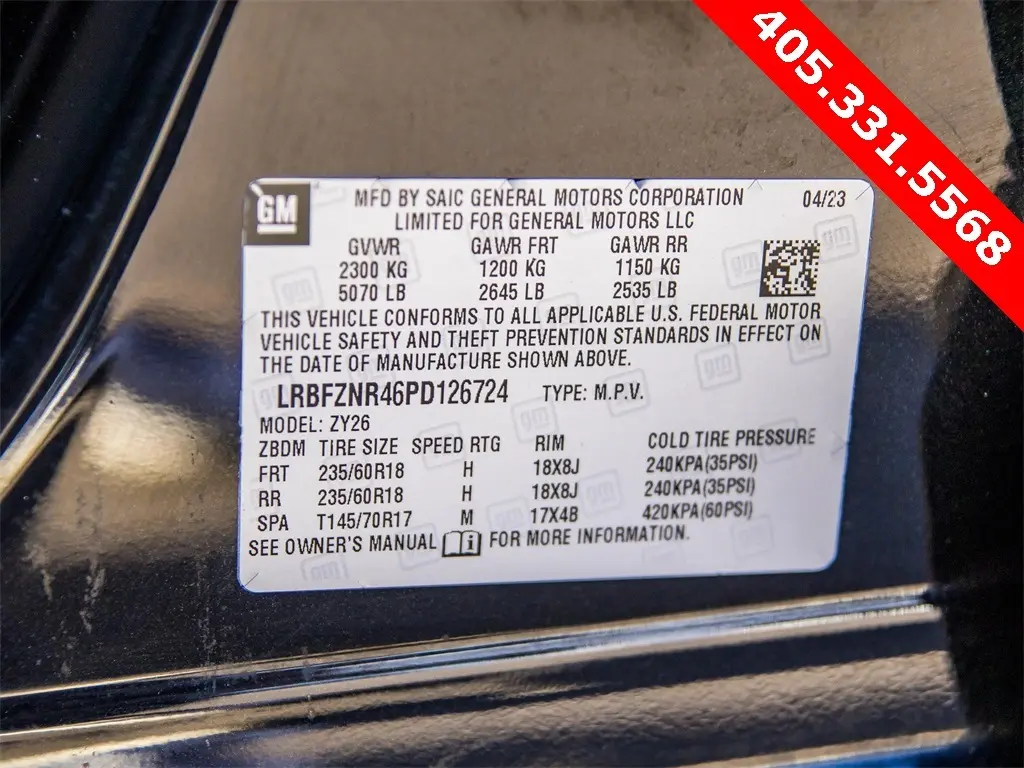 405.331.5568
GM
MFD BY SAIC GENERAL MOTORS CORPORATION 04/23
LIMITED FOR GENERAL MOTORS LLC
GVWR GAWR FRT GAWR RR
2300 KG 1200 KG 1150 KG
5070 LB 2645 LB 2535 LB
THIS VEHICLE CONFORMS TO ALL APPLICABLE U.S. FEDERAL MOTOR
VEHICLE SAFETY AND THEFT PREVENTION STANDARDS IN EFFECT ON
THE DATE OF MANUFACTURE SHOWN ABOVE.
LRBFZNR46PD126724 TYPE: M.P.V.
MODEL: ZY26
ZBDM TIRE SIZE SPEED RTG RIM COLD TIRE PRESSURE
FRT 235/60R18 H 18X8J 240KPA(35PSI)
RR 235/60R18 H 18X8J 240KPA(35PSI)
SPA T145/70R17 M 17X4B 420KPA(60PSI)
SEE OWNER'S MANUAL i FOR MORE INFORMATION.